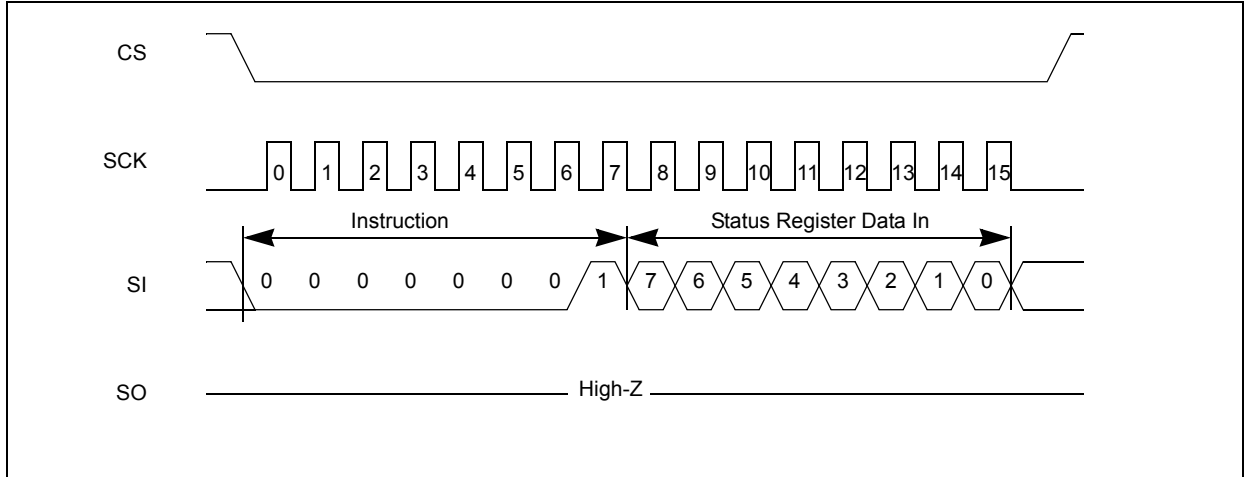 CS
SCK
0 1 2 3 4 5 6 7 8 9 10 11 12 13 14 15
Instruction Status Register Data In
SI
0 0 0 0 0 0 0 1 7 6 5 4 3 2 1 0
SO
High-Z